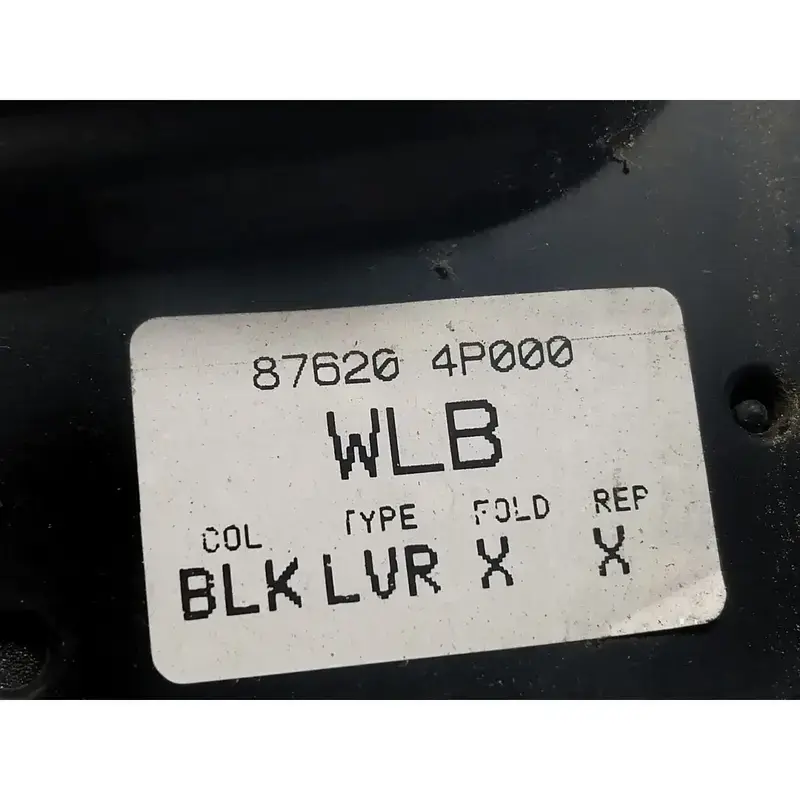 87620 4P000
WLB
COL TYPE FOLD REP
BLK LVR X X